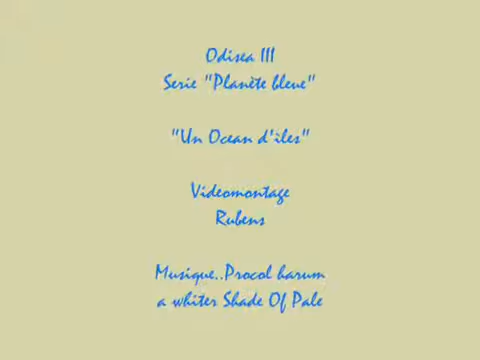 Odisea III
Serie "Planète bleue"
"Un Ocean d'iles"
Videomontage
Rubens
Musique..Procol harum
a whiter Shade Of Pale